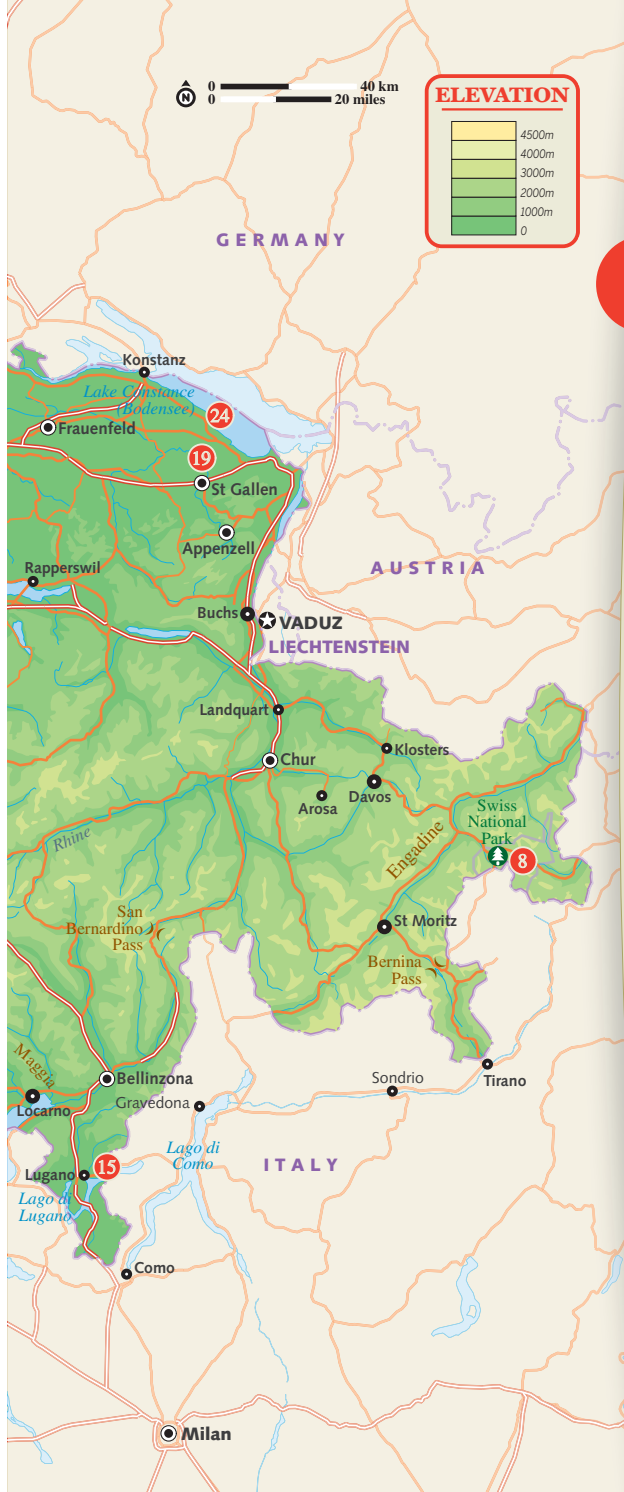 0 40 km
N
0 20 miles
ELEVATION
4500m
4000m
3000m
2000m
1000m
0
GERMANY
Konstanz
Lake Constance
(Bodensee)
24
Frauenfeld
19
St Gallen
Appenzell
Rapperswil
AUSTRIA
Buchs
VADUZ
LIECHTENSTEIN
Landquart
Klosters
Chur
Davos
Arosa
Swiss
National
Park
8
Rhine
Engadine
San
Bernardino
Pass
St Moritz
Bernina
Pass
Maggia
Bellinzona
Locarno
Gravedona
Sondrio
Tirano
Lago di
Como
ITALY
Lugano
15
Lago di
Lugano
Como
Milan